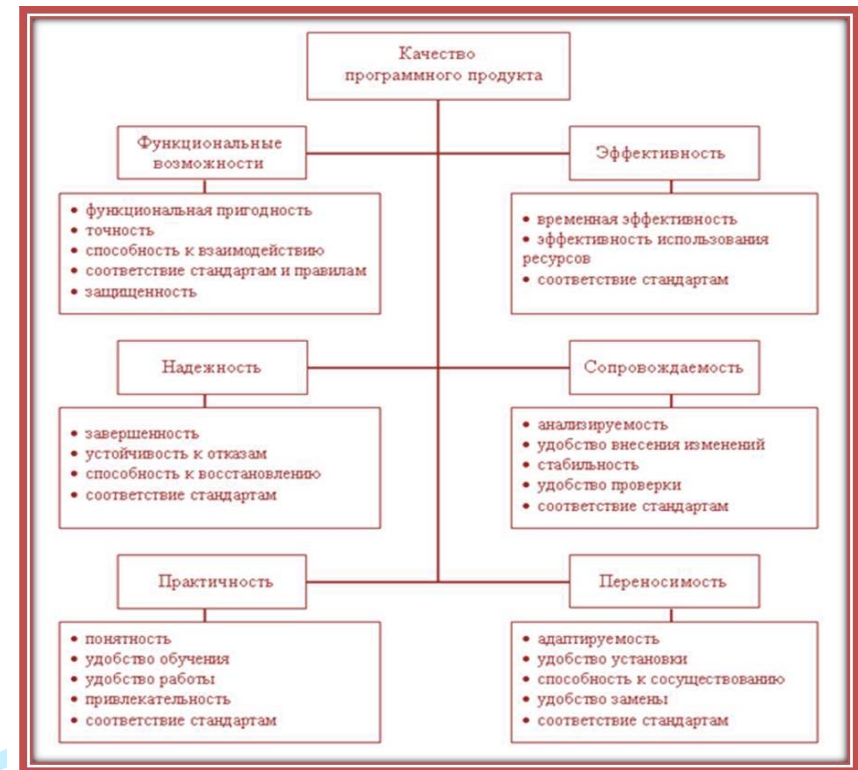 Качество
программного продукта
Функциональные
возможности
• функциональная пригодность
• точность
• способность к взаимодействию
• соответствие стандартам и правилам
• защищенность
Эффективность
• временная эффективность
• эффективность использования
ресурсов
• соответствие стандартам
Надежность
• завершенность
• устойчивость к отказам
• способность к восстановлению
• соответствие стандартам
Сопровождаемость
• анализируемость
• удобство внесения изменений
• стабильность
• удобство проверки
• соответствие стандартам
Практичность
• понятность
• удобство обучения
• удобство работы
• привлекательность
• соответствие стандартам
Переносимость
• адаптируемость
• удобство установки
• способность к сосуществованию
• удобство замены
• соответствие стандартам